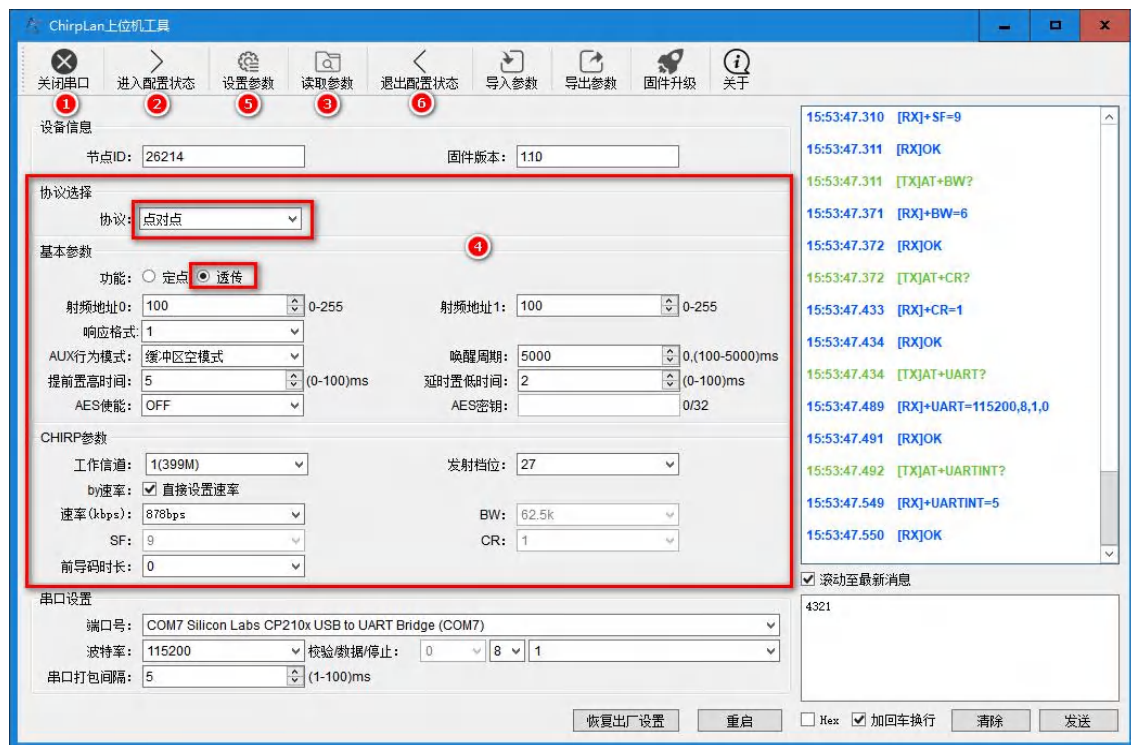 ChirpLan上位机工具
关闭串口 进入配置状态 设置参数 读取参数 退出配置状态 导入参数 导出参数 固件升级 关于
1 2 5 3 6
设备信息
节点ID: 26214 固件版本: 1.10
协议选择
协议: 点对点
4
基本参数
功能: 定点 透传
射频地址0: 100 0-255 射频地址1: 100 0-255
响应格式: 1
AUX行为模式: 缓冲区空模式 唤醒周期: 5000 0,(100-5000)ms
提前置高时间: 5 (0-100)ms 延时置低时间: 2 (0-100)ms
AES使能: OFF AES密钥: 0/32
CHIRP参数
工作信道: 1(399M) 发射档位: 27
by速率: 直接设置速率
速率(kbps): 878bps BW: 62.5k
SF: 9 CR: 1
前导码时长: 0
串口设置
端口号: COM7 Silicon Labs CP210x USB to UART Bridge (COM7)
波特率: 115200 校验/数据/停止: 0 8 1
串口打包间隔: 5 (1-100)ms
恢复出厂设置 重启
15:53:47.310 [RX]+SF=9
15:53:47.311 [RX]OK
15:53:47.311 [TX]AT+BW?
15:53:47.371 [RX]+BW=6
15:53:47.372 [RX]OK
15:53:47.372 [TX]AT+CR?
15:53:47.433 [RX]+CR=1
15:53:47.434 [RX]OK
15:53:47.434 [TX]AT+UART?
15:53:47.489 [RX]+UART=115200,8,1,0
15:53:47.491 [RX]OK
15:53:47.492 [TX]AT+UARTINT?
15:53:47.549 [RX]+UARTINT=5
15:53:47.550 [RX]OK
滚动至最新消息
4321
Hex 加回车换行 清除 发送